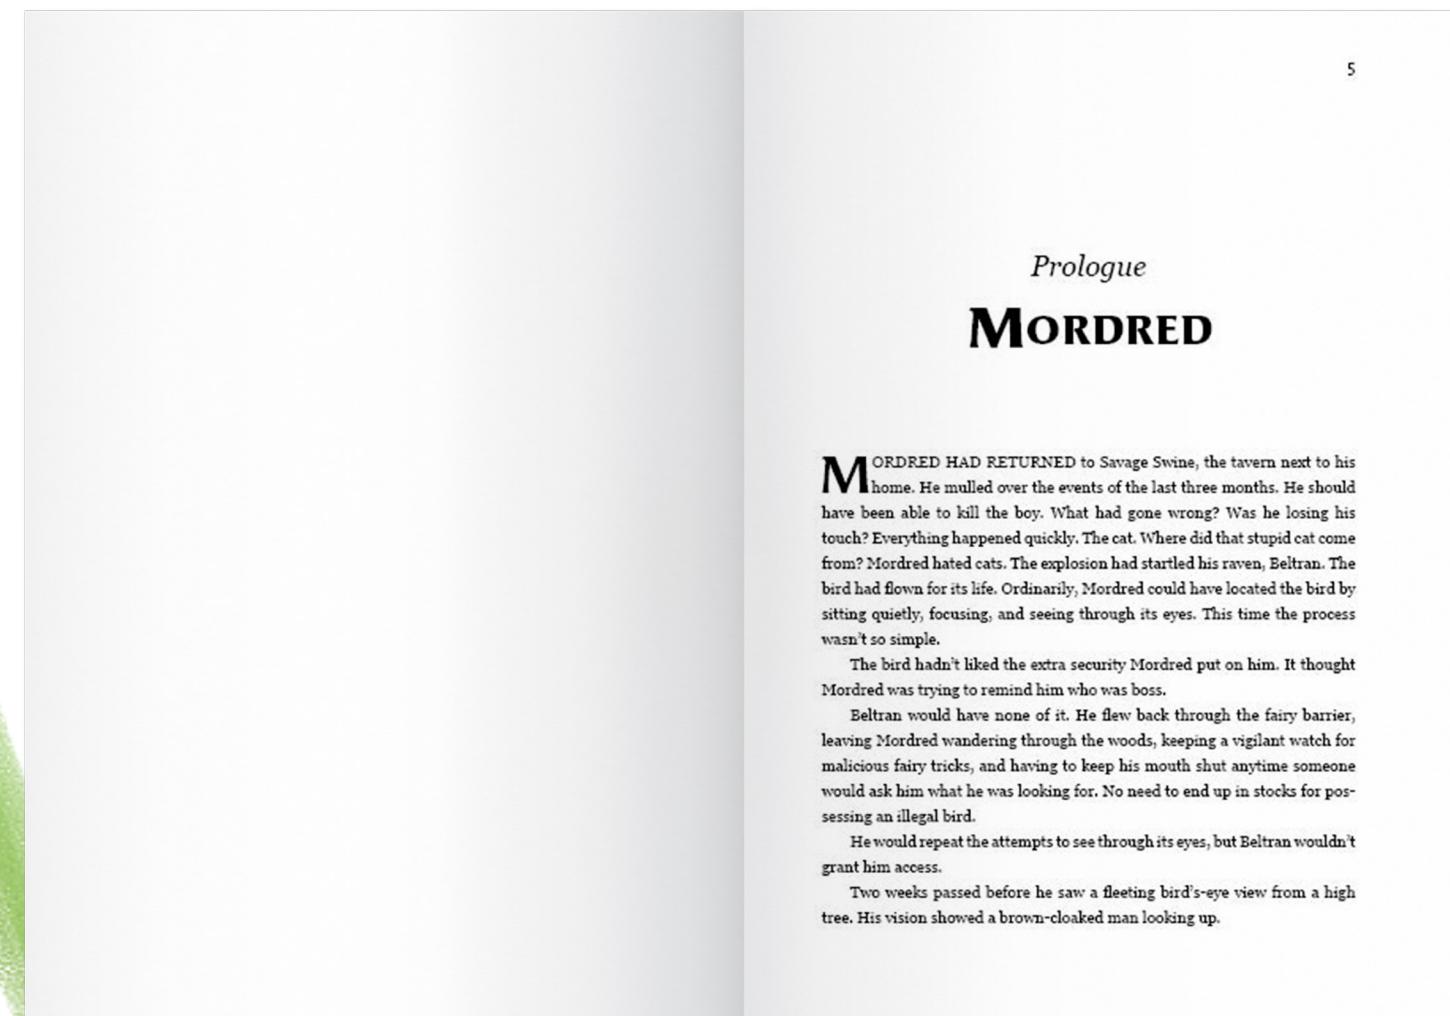 5
Prologue
MORDRED
MORDRED HAD RETURNED to Savage Swine, the tavern next to his
home. He mulled over the events of the last three months. He should
have been able to kill the boy. What had gone wrong? Was he losing his
touch? Everything happened quickly. The cat. Where did that stupid cat come
from? Mordred hated cats. The explosion had startled his raven, Beltran. The
bird had flown for its life. Ordinarily, Mordred could have located the bird by
sitting quietly, focusing, and seeing through its eyes. This time the process
wasn't so simple.
The bird hadn't liked the extra security Mordred put on him. It thought
Mordred was trying to remind him who was boss.
Beltran would have none of it. He flew back through the fairy barrier,
leaving Mordred wandering through the woods, keeping a vigilant watch for
malicious fairy tricks, and having to keep his mouth shut anytime someone
would ask him what he was looking for. No need to end up in stocks for pos-
sessing an illegal bird.
He would repeat the attempts to see through its eyes, but Beltran wouldn't
grant him access.
Two weeks passed before he saw a fleeting bird's-eye view from a high
tree. His vision showed a brown-cloaked man looking up.